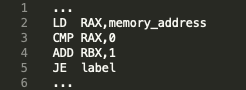 1 ...
2 LD  RAX,memory_address
3 CMP RAX,0
4 ADD RBX,1
5 JE  label
6 ...